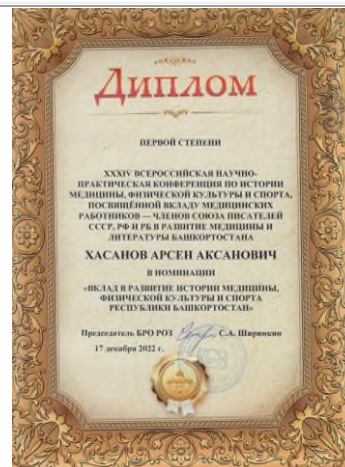 Диплом
ПЕРВОЙ СТЕПЕНИ
XXXIV ВСЕРОССИЙСКАЯ НАУЧНО-
ПРАКТИЧЕСКАЯ КОНФЕРЕНЦИЯ ПО ИСТОРИИ
МЕДИЦИНЫ, ФИЗИЧЕСКОЙ КУЛЬТУРЫ И СПОРТА,
ПОСВЯЩЁННОЙ ВКЛАДУ МЕДИЦИНСКИХ
РАБОТНИКОВ — ЧЛЕНОВ СОЮЗА ПИСАТЕЛЕЙ
СССР, РФ И РБ В РАЗВИТИЕ МЕДИЦИНЫ И
ЛИТЕРАТУРЫ БАШКОРТОСТАНА
ХАСАНОВ АРСЕН АКСАНОВИЧ
В НОМИНАЦИИ
«ВКЛАД В РАЗВИТИЕ ИСТОРИИ МЕДИЦИНЫ,
ФИЗИЧЕСКОЙ КУЛЬТУРЫ И СПОРТА
РЕСПУБЛИКИ БАШКОРТОСТАН»
Председатель БРО РОЗ С.А. Ширинкин
17 декабря 2022 г.